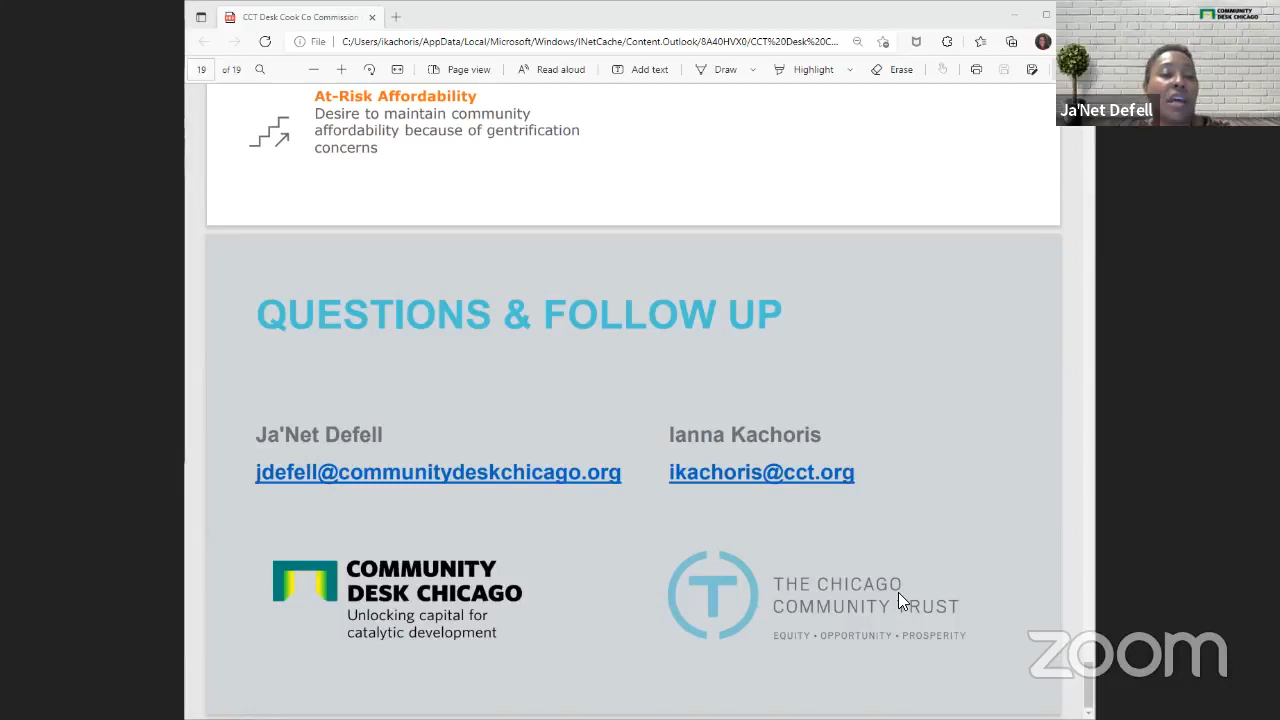 CCT Desk Cook Co Commission
COMMUNITY
DESK CHICAGO
File
C:/Users/ikachoris/AppData/Local/Microsoft/Windows/INetCache/Content.Outlook/8A40HVX0/CCT%20Desk%20C...
19 of 19
Page view
Read aloud
Add text
Draw
Highlight
Erase
Ja'Net Defell
At-Risk Affordability
Desire to maintain community
affordability because of gentrification
concerns
QUESTIONS & FOLLOW UP
Ja'Net Defell
Ianna Kachoris
jdefell@communitydeskchicago.org
ikachoris@cct.org
COMMUNITY
DESK CHICAGO
Unlocking capital for
catalytic development
T
THE CHICAGO
COMMUNITY TRUST
EQUITY • OPPORTUNITY • PROSPERITY
zoom